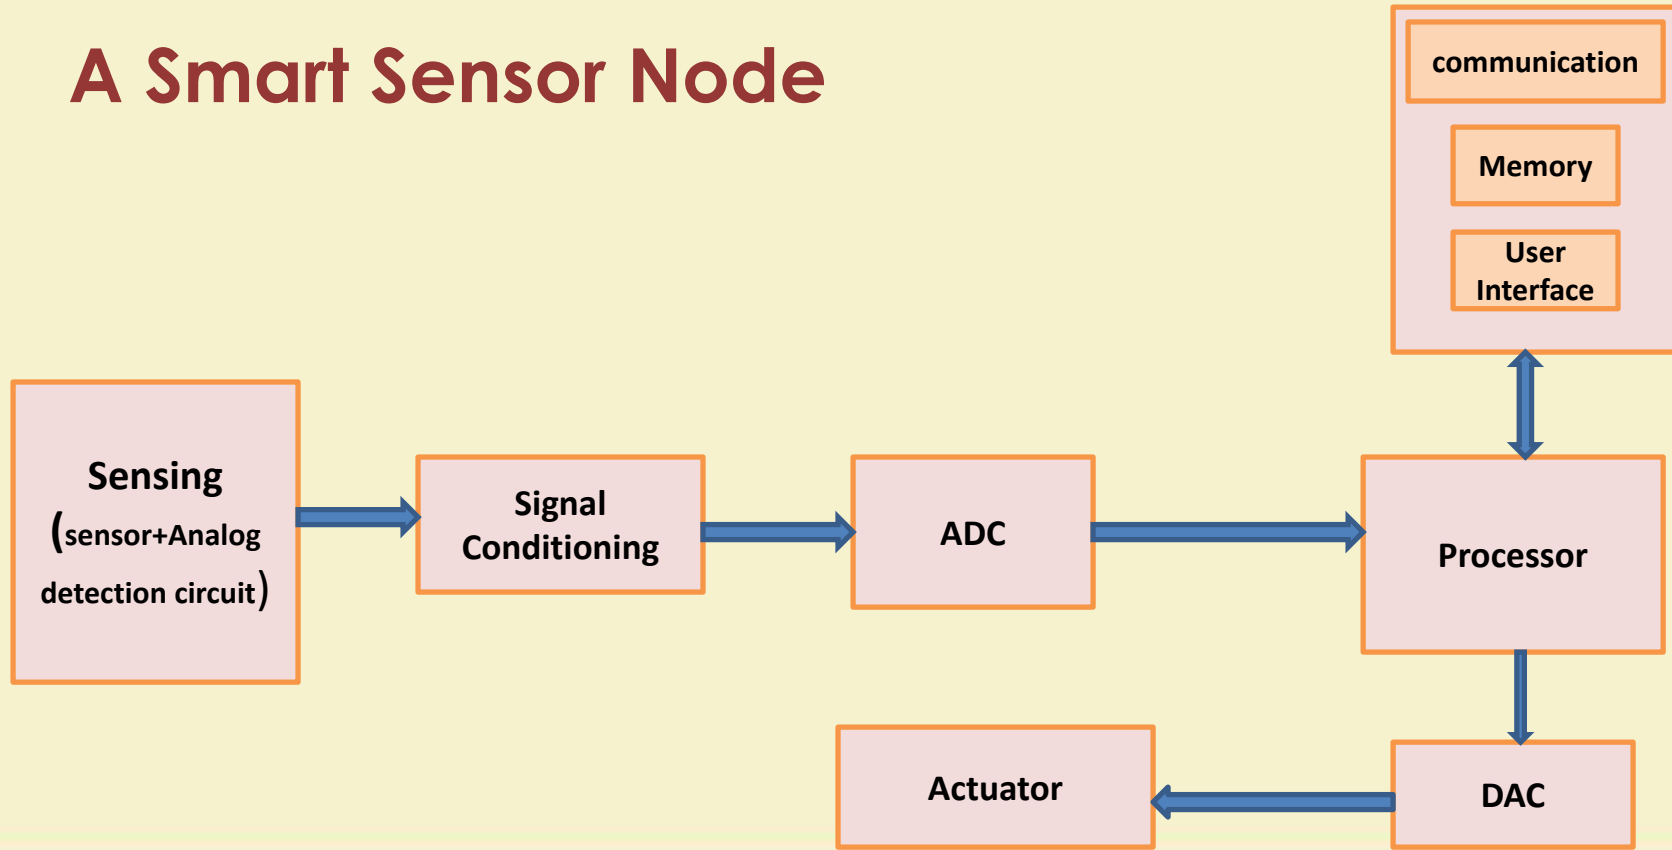 A Smart Sensor Node
communication
Memory
User
Interface
Sensing
(sensor+Analog
detection circuit)
Signal
Conditioning
ADC
Processor
Actuator
DAC